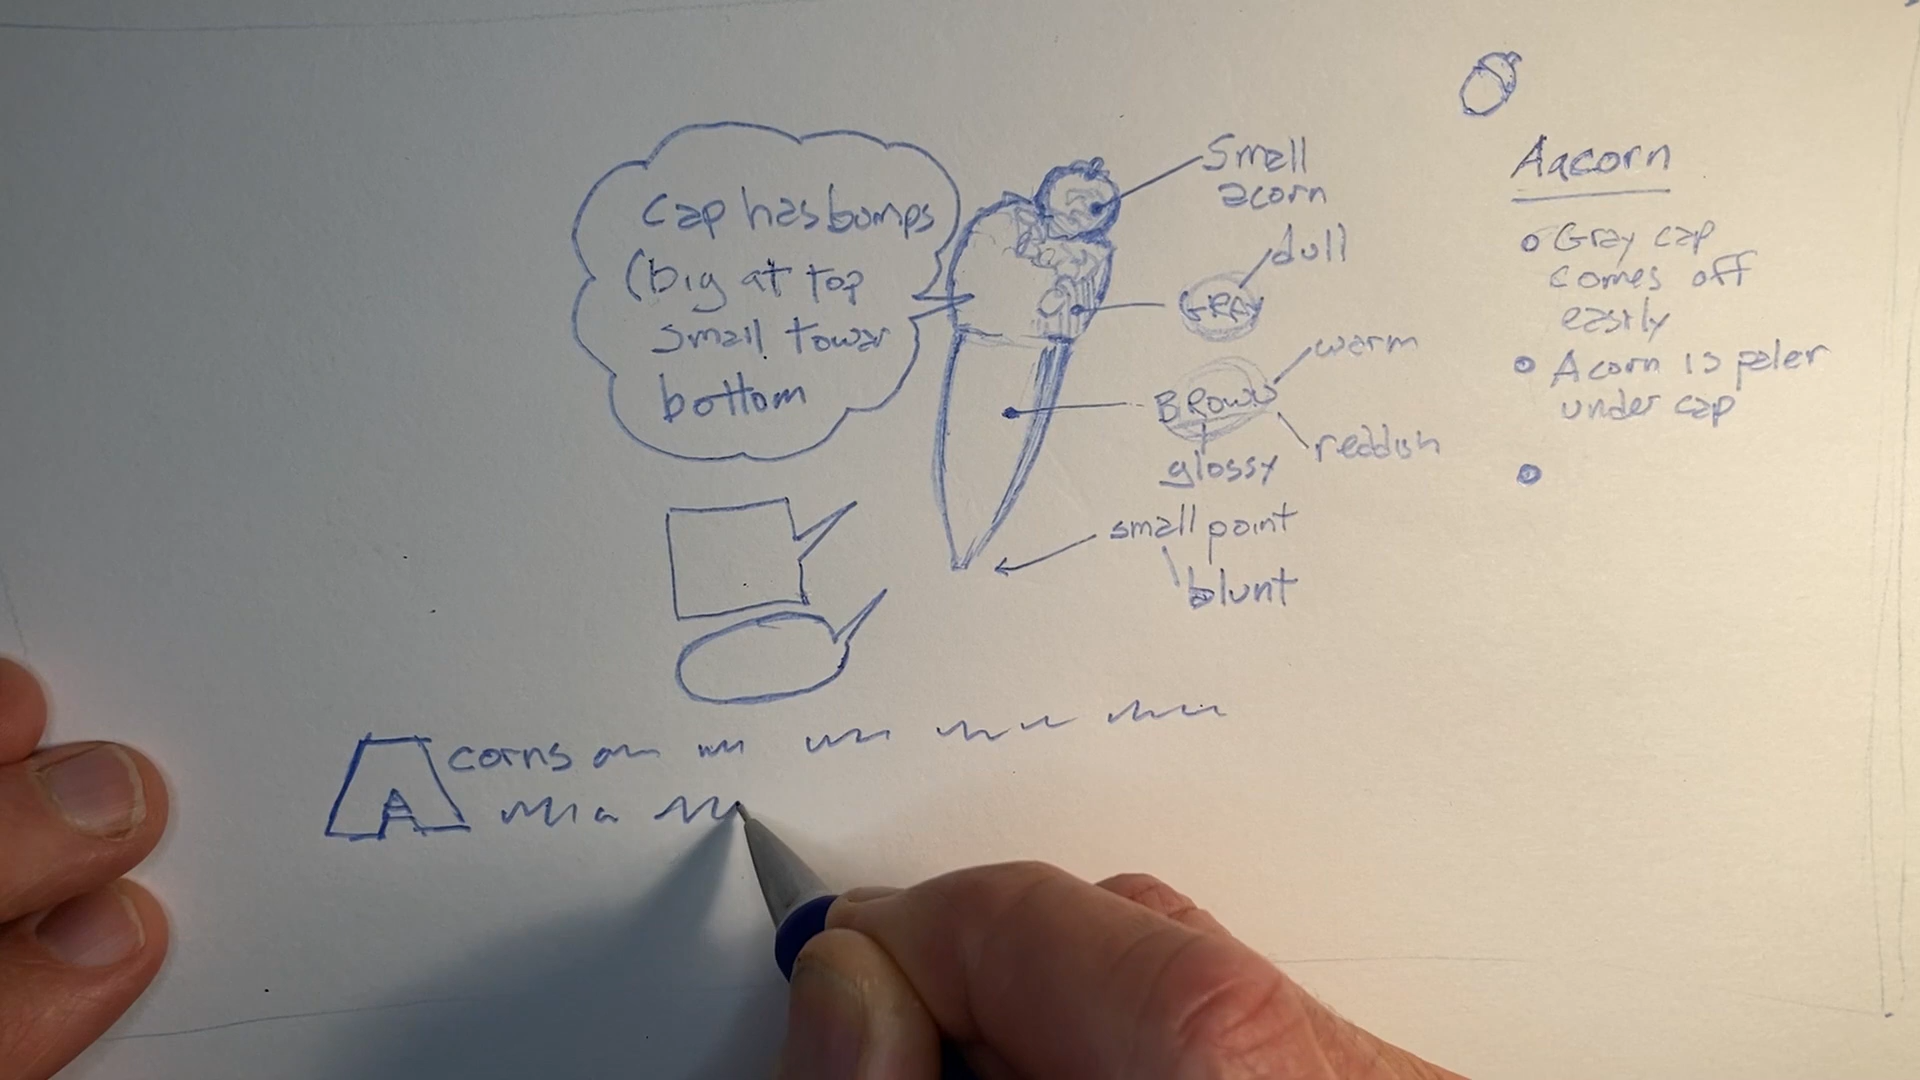 Cap has bumps
(big at top
small towar
bottom
Small
acorn
dull
GRAY
warm
BROWN
reddish
glossy
small point
blunt
Aacorn
Gray cap
comes off
easily
Acorn is paler
under cap
Acorns